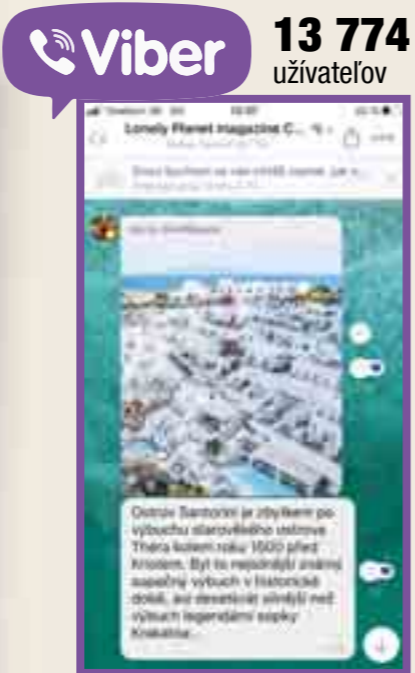 Viber
13 774
užívateľov
Lonely Planet magazine C...
Ostrov Santorini je zbytkem po
výbuchu starověkého ostrova
Thera kolem roku 1600 před
Kristem. Byl to nejsilnější známý
sopečný výbuch v historické
době, asi desetkrát silnější než
výbuch legendární sopky
Krakatoa...